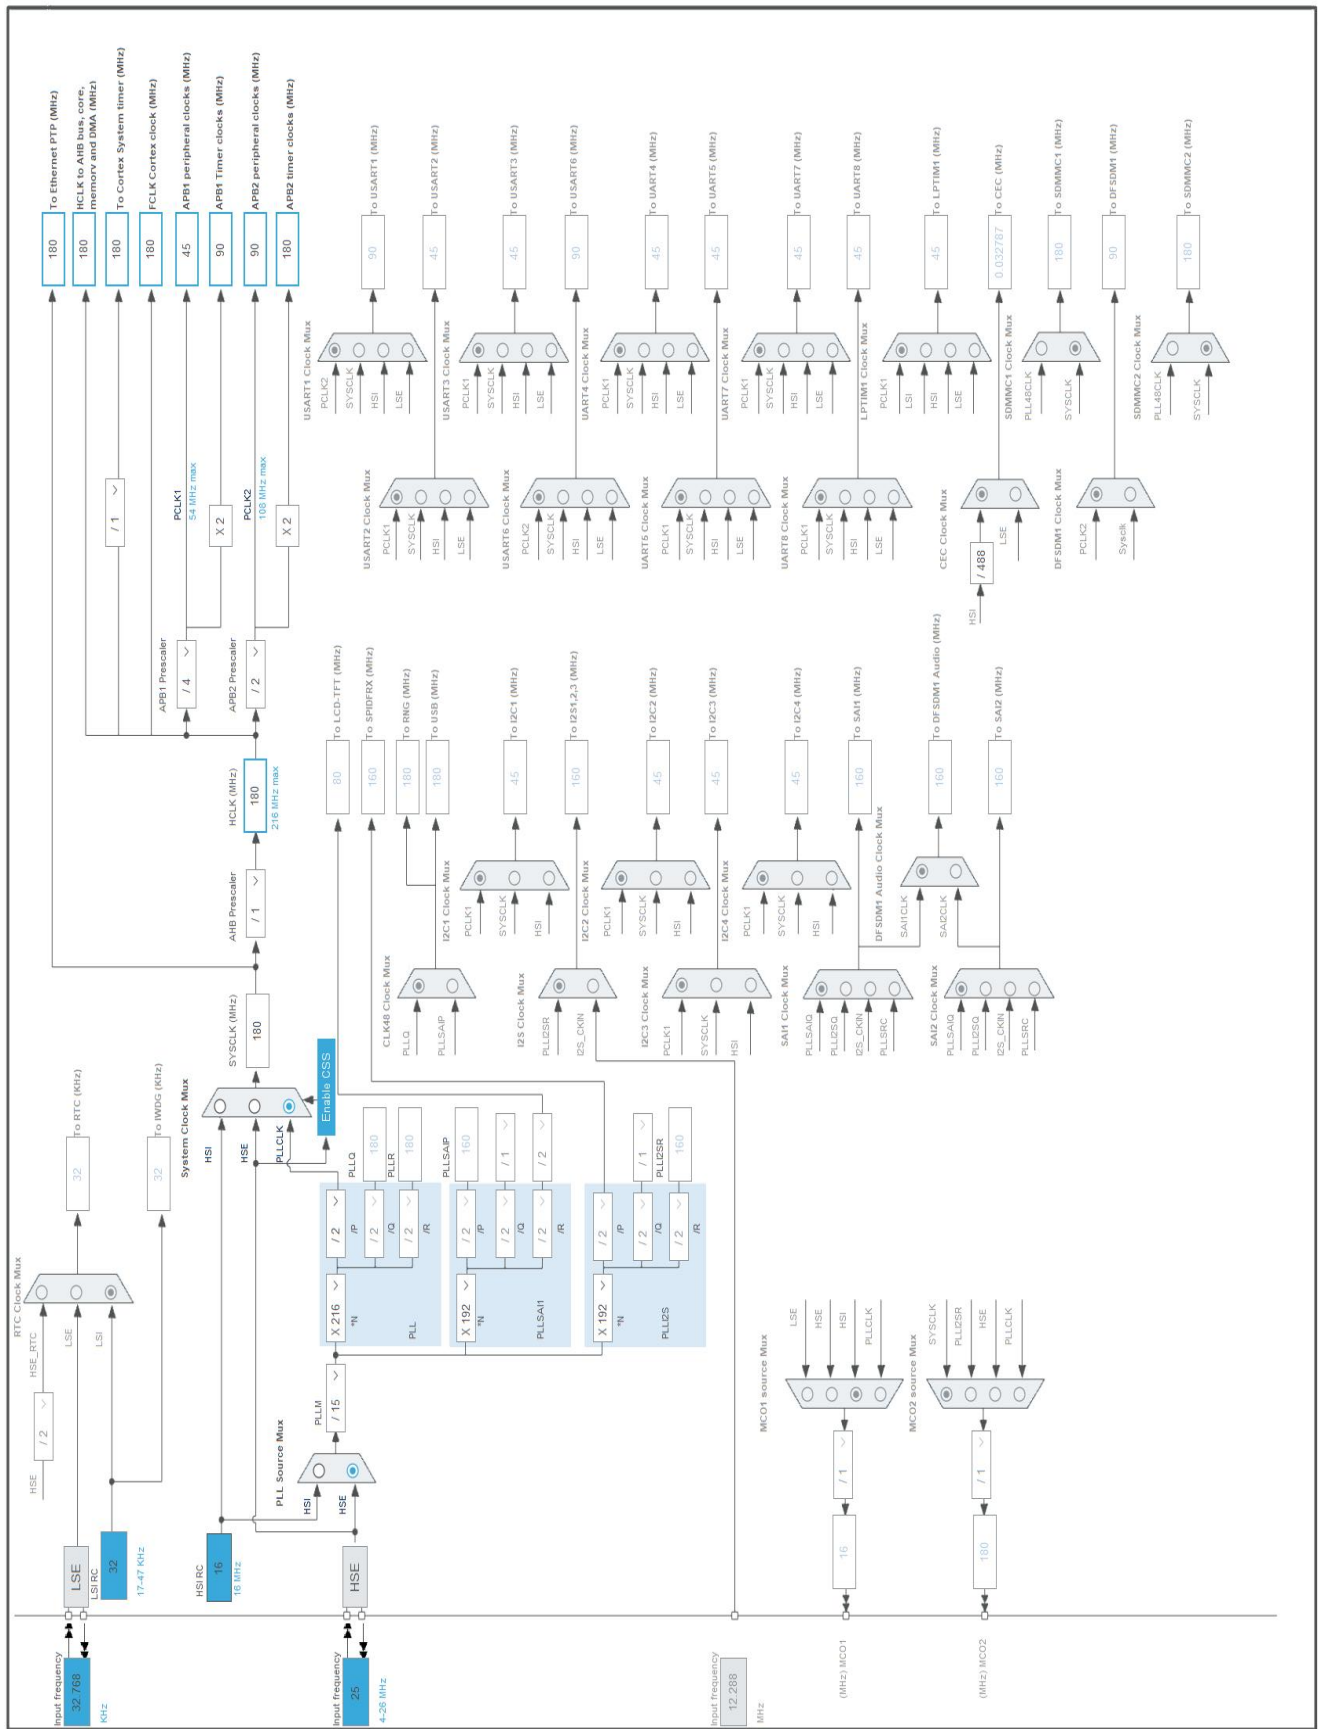 Input frequency
32.768
KHz
LSE
LSI RC
32
17-47 KHz
HSE
/ 2
HSE_RTC
LSE
LSI
RTC Clock Mux
32
To RTC (KHz)
32
To IWDG (KHz)
HSI RC
16
16 MHz
Input frequency
25
4-26 MHz
HSE
PLL Source Mux
HSI
HSE
PLLM
/ 15
X 216
*N
PLL
/ 2
/P
/ 2
/Q
/ 2
/R
PLLQ
180
PLLR
180
X 192
*N
PLLSAI1
/ 2
/P
/ 2
/Q
/ 2
/R
PLLSAIP
160
/ 1
/ 2
X 192
*N
PLLI2S
/ 2
/P
/ 2
/Q
/ 2
/R
/ 1
PLLI2SR
160
System Clock Mux
HSI
HSE
PLLCLK
Enable CSS
SYSCLK (MHz)
180
AHB Prescaler
/ 1
HCLK (MHz)
180
216 MHz max
APB1 Prescaler
/ 4
APB2 Prescaler
/ 2
/ 1
PCLK1
54 MHz max
X 2
PCLK2
108 MHz max
X 2
180
To Ethernet PTP (MHz)
180
HCLK to AHB bus, core,
memory and DMA (MHz)
180
To Cortex System timer (MHz)
180
FCLK Cortex clock (MHz)
45
APB1 peripheral clocks (MHz)
90
APB1 Timer clocks (MHz)
90
APB2 peripheral clocks (MHz)
180
APB2 timer clocks (MHz)
80
To LCD-TFT (MHz)
160
To SPIDFRX (MHz)
180
To RNG (MHz)
180
To USB (MHz)
CLK48 Clock Mux
PLLQ
PLLSAIP
I2C1 Clock Mux
PCLK1
SYSCLK
HSI
45
To I2C1 (MHz)
I2S Clock Mux
PLLI2SR
I2S_CKIN
160
To I2S1,2,3 (MHz)
I2C2 Clock Mux
PCLK1
SYSCLK
HSI
45
To I2C2 (MHz)
I2C3 Clock Mux
PCLK1
SYSCLK
HSI
45
To I2C3 (MHz)
I2C4 Clock Mux
PCLK1
SYSCLK
HSI
45
To I2C4 (MHz)
SAI1 Clock Mux
PLLSAIQ
PLLI2SQ
I2S_CKIN
PLLSRC
160
To SAI1 (MHz)
DFSDM1 Audio Clock Mux
SAI1CLK
SAI2CLK
160
To DFSDM1 Audio (MHz)
SAI2 Clock Mux
PLLSAIQ
PLLI2SQ
I2S_CKIN
PLLSRC
160
To SAI2 (MHz)
USART1 Clock Mux
PCLK2
SYSCLK
HSI
LSE
90
To USART1 (MHz)
USART2 Clock Mux
PCLK1
SYSCLK
HSI
LSE
45
To USART2 (MHz)
USART3 Clock Mux
PCLK1
SYSCLK
HSI
LSE
45
To USART3 (MHz)
USART6 Clock Mux
PCLK2
SYSCLK
HSI
LSE
90
To USART6 (MHz)
UART4 Clock Mux
PCLK1
SYSCLK
HSI
LSE
45
To UART4 (MHz)
UART5 Clock Mux
PCLK1
SYSCLK
HSI
LSE
45
To UART5 (MHz)
UART7 Clock Mux
PCLK1
SYSCLK
HSI
LSE
45
To UART7 (MHz)
UART8 Clock Mux
PCLK1
SYSCLK
HSI
LSE
45
To UART8 (MHz)
LPTIM1 Clock Mux
PCLK1
LSI
HSI
LSE
45
To LPTIM1 (MHz)
CEC Clock Mux
HSI
/ 488
LSE
0.032787
To CEC (MHz)
SDMMC1 Clock Mux
PLL48CLK
SYSCLK
180
To SDMMC1 (MHz)
DFSDM1 Clock Mux
PCLK2
Sysclk
90
To DFSDM1 (MHz)
SDMMC2 Clock Mux
PLL48CLK
SYSCLK
180
To SDMMC2 (MHz)
Input frequency
12.288
MHz
MCO1 source Mux
LSE
HSE
HSI
PLLCLK
/ 1
16
(MHz) MCO1
MCO2 source Mux
SYSCLK
PLLI2SR
HSE
PLLCLK
/ 1
180
(MHz) MCO2